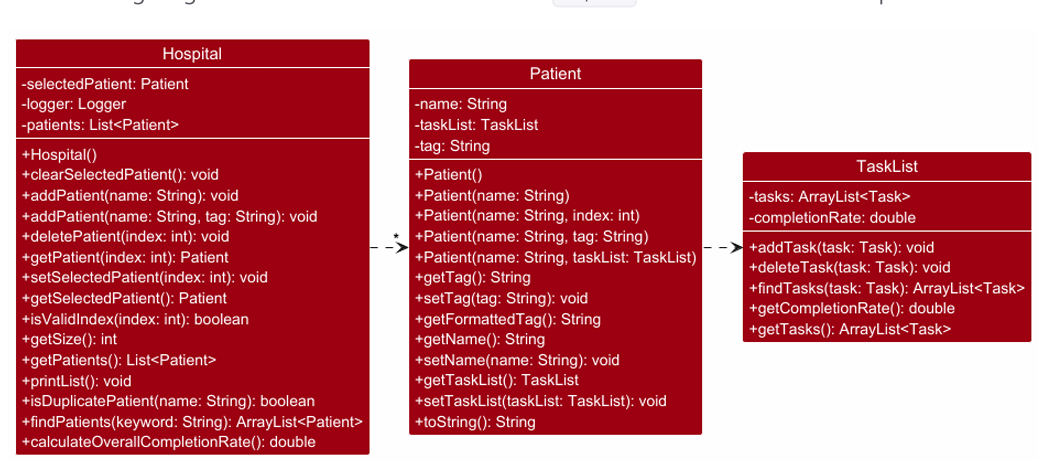 Hospital
-selectedPatient: Patient
-logger: Logger
-patients: List<Patient>
+Hospital()
+clearSelectedPatient(): void
+addPatient(name: String): void
+addPatient(name: String, tag: String): void
+deletePatient(index: int): void
+getPatient(index: int): Patient
+setSelectedPatient(index: int): void
+getSelectedPatient(): Patient
+isValidIndex(index: int): boolean
+getSize(): int
+getPatients(): List<Patient>
+printList(): void
+isDuplicatePatient(name: String): boolean
+findPatients(keyword: String): ArrayList<Patient>
+calculateOverallCompletionRate(): double
*
Patient
-name: String
-taskList: TaskList
-tag: String
+Patient()
+Patient(name: String)
+Patient(name: String, index: int)
+Patient(name: String, tag: String)
+Patient(name: String, taskList: TaskList)
+getTag(): String
+setTag(tag: String): void
+getFormattedTag(): String
+getName(): String
+setName(name: String): void
+getTaskList(): TaskList
+setTaskList(taskList: TaskList): void
+toString(): String
TaskList
-tasks: ArrayList<Task>
-completionRate: double
+addTask(task: Task): void
+deleteTask(task: Task): void
+findTasks(task: Task): ArrayList<Task>
+getCompletionRate(): double
+getTasks(): ArrayList<Task>